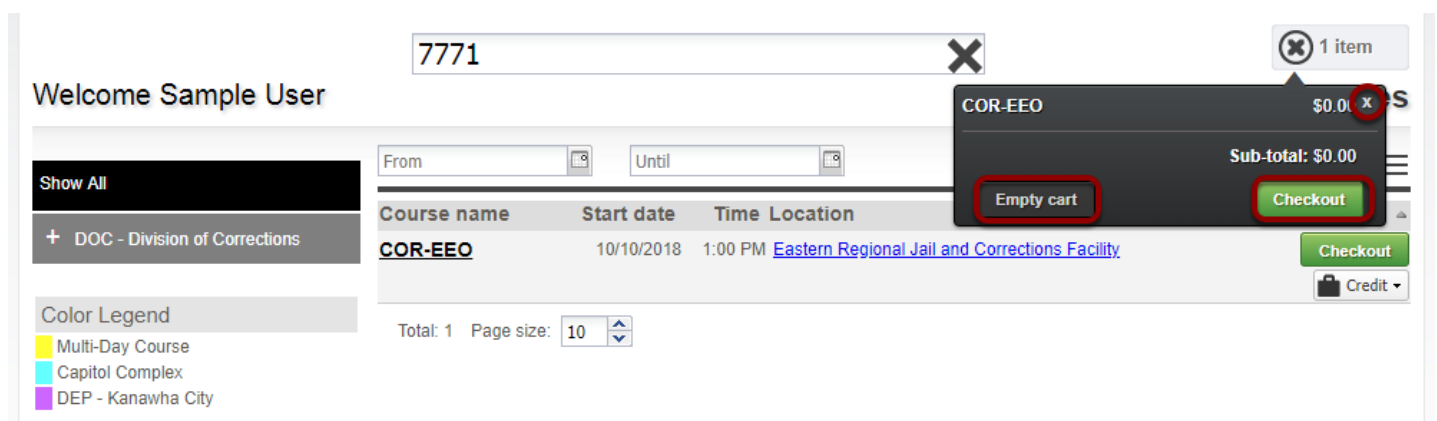 7771
1 item
Welcome Sample User
COR-EEO $0.00 x
Sub-total: $0.00
Empty cart Checkout
From Until
Show All
+ DOC - Division of Corrections
Course name Start date Time Location
COR-EEO 10/10/2018 1:00 PM Eastern Regional Jail and Corrections Facility Checkout
Credit
Total: 1 Page size: 10
Color Legend
Multi-Day Course
Capitol Complex
DEP - Kanawha City